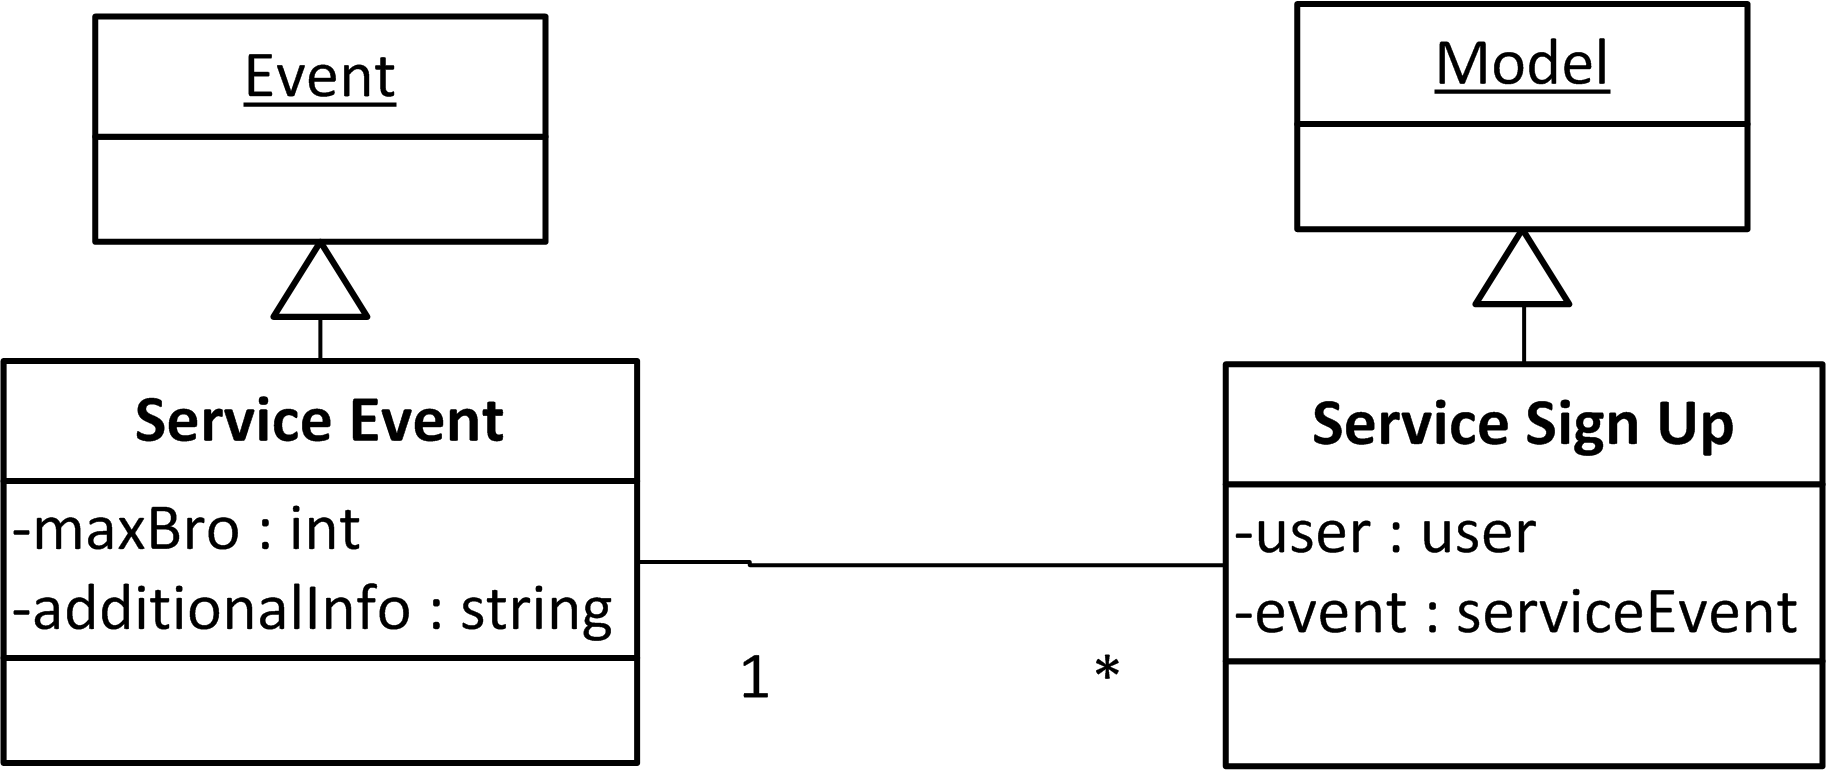 Event
Model
Service Event
-maxBro : int
-additionalInfo : string
Service Sign Up
-user : user
-event : serviceEvent
1
*